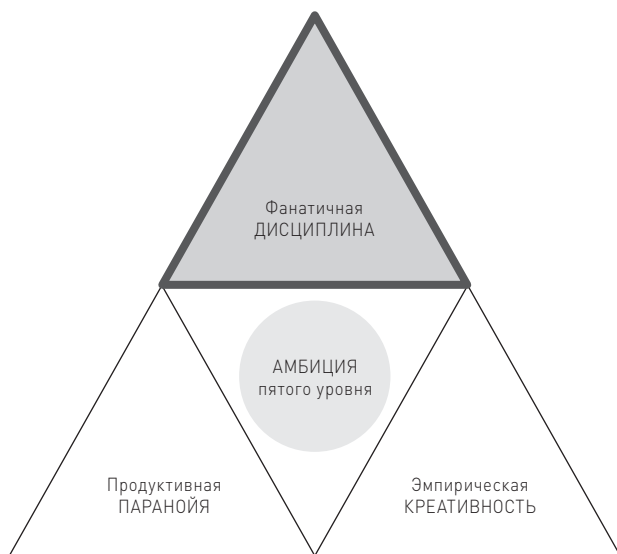 Фанатичная
ДИСЦИПЛИНА
АМБИЦИЯ
пятого уровня
Продуктивная
ПАРАНОЙЯ
Эмпирическая
КРЕАТИВНОСТЬ